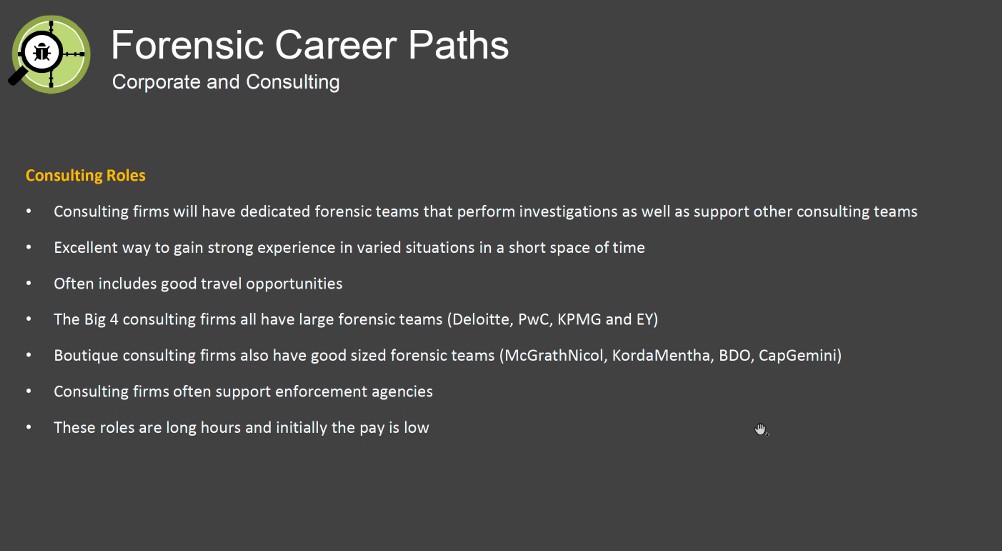 Forensic Career Paths
Corporate and Consulting
Consulting Roles
• Consulting firms will have dedicated forensic teams that perform investigations as well as support other consulting teams
• Excellent way to gain strong experience in varied situations in a short space of time
• Often includes good travel opportunities
• The Big 4 consulting firms all have large forensic teams (Deloitte, PwC, KPMG and EY)
• Boutique consulting firms also have good sized forensic teams (McGrathNicol, KordaMentha, BDO, CapGemini)
• Consulting firms often support enforcement agencies
• These roles are long hours and initially the pay is low